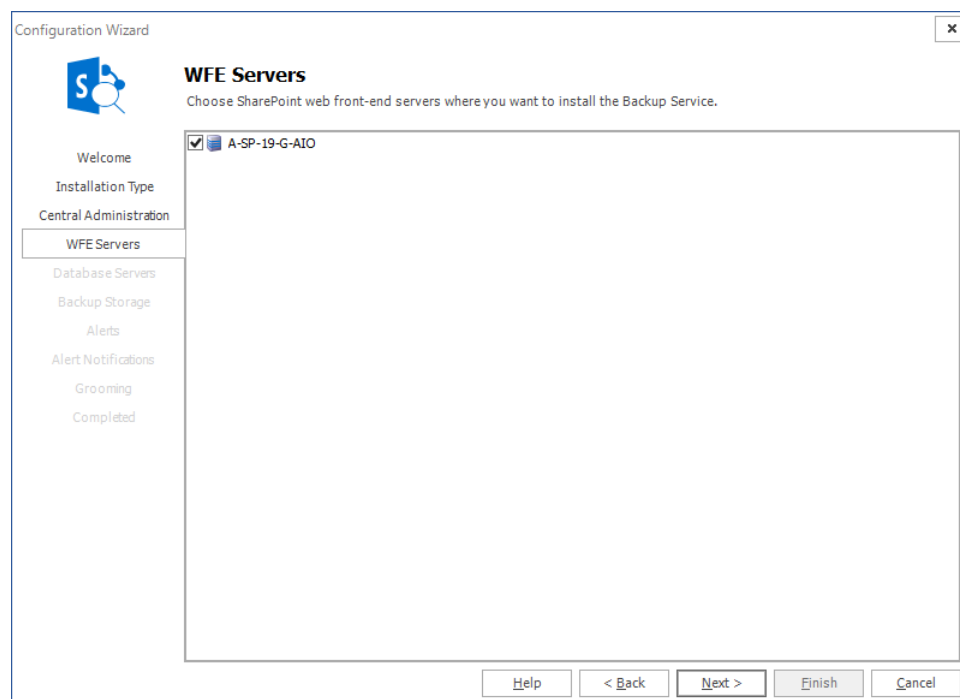 Configuration Wizard
S
WFE Servers
Choose SharePoint web front-end servers where you want to install the Backup Service.
A-SP-19-G-AIO
Welcome
Installation Type
Central Administration
WFE Servers
Database Servers
Backup Storage
Alerts
Alert Notifications
Grooming
Completed
Help
< Back
Next >
Finish
Cancel